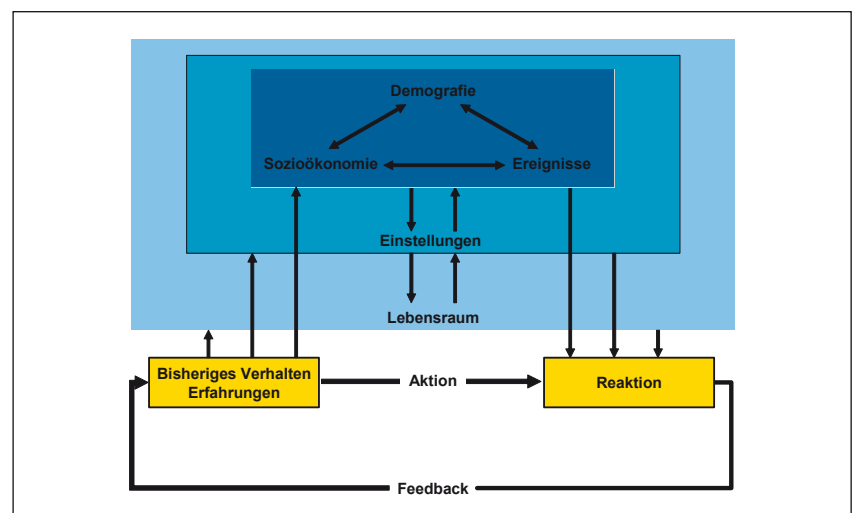 Demografie
Sozioökonomie
Ereignisse
Einstellungen
Lebensraum
Bisheriges Verhalten
Erfahrungen
Aktion
Reaktion
Feedback